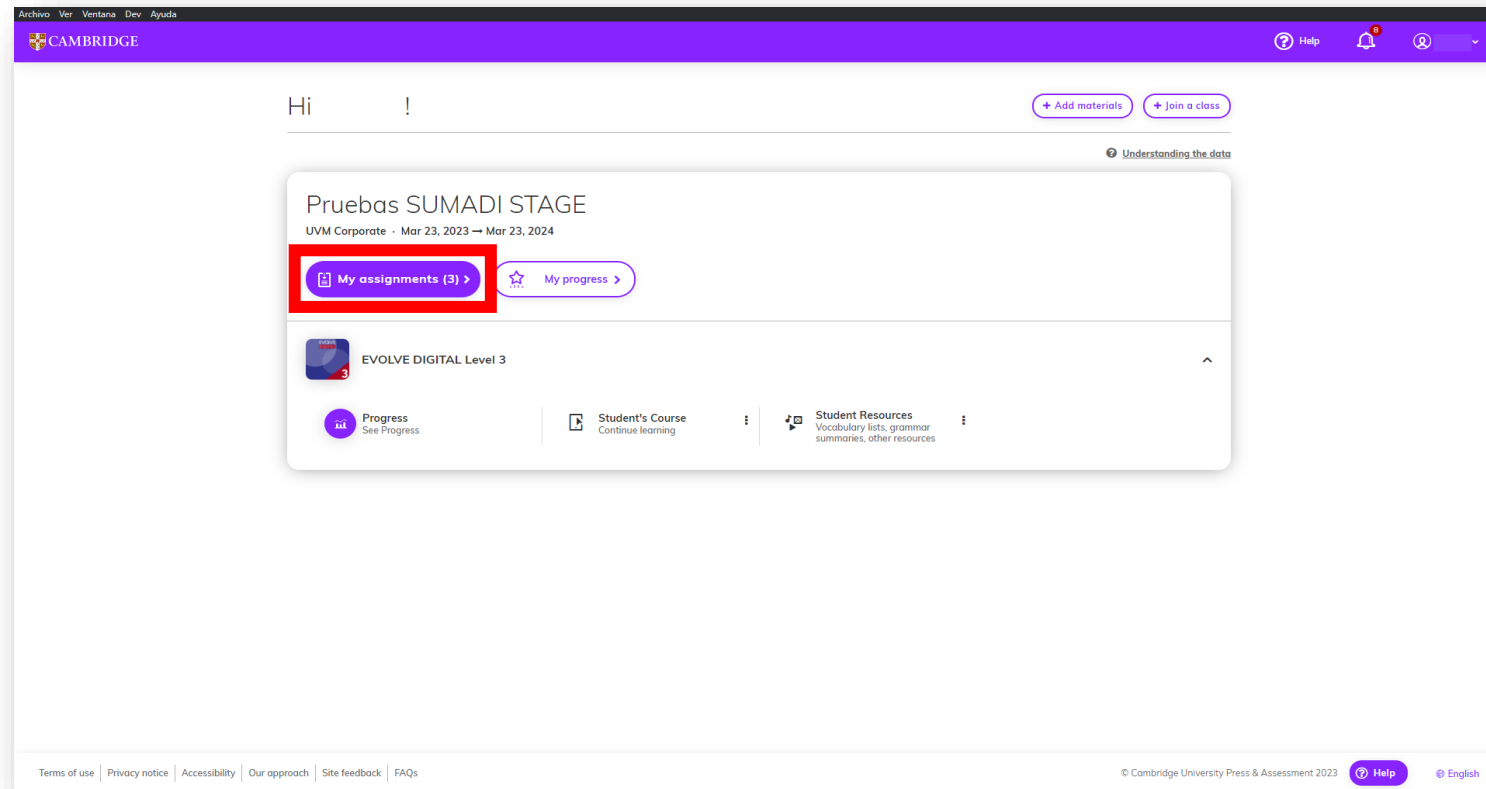 Archivo Ver Ventana Dev Ayuda
CAMBRIDGE
Help
8
Hi !
+ Add materials
+ Join a class
Understanding the data
Pruebas SUMADI STAGE
UVM Corporate · Mar 23, 2023 → Mar 23, 2024
My assignments (3) >
My progress >
EVOLVE
3
EVOLVE DIGITAL Level 3
Progress
See Progress
Student's Course
Continue learning
Student Resources
Vocabulary lists, grammar
summaries, other resources
Terms of use | Privacy notice | Accessibility | Our approach | Site feedback | FAQs
© Cambridge University Press & Assessment 2023
Help
English